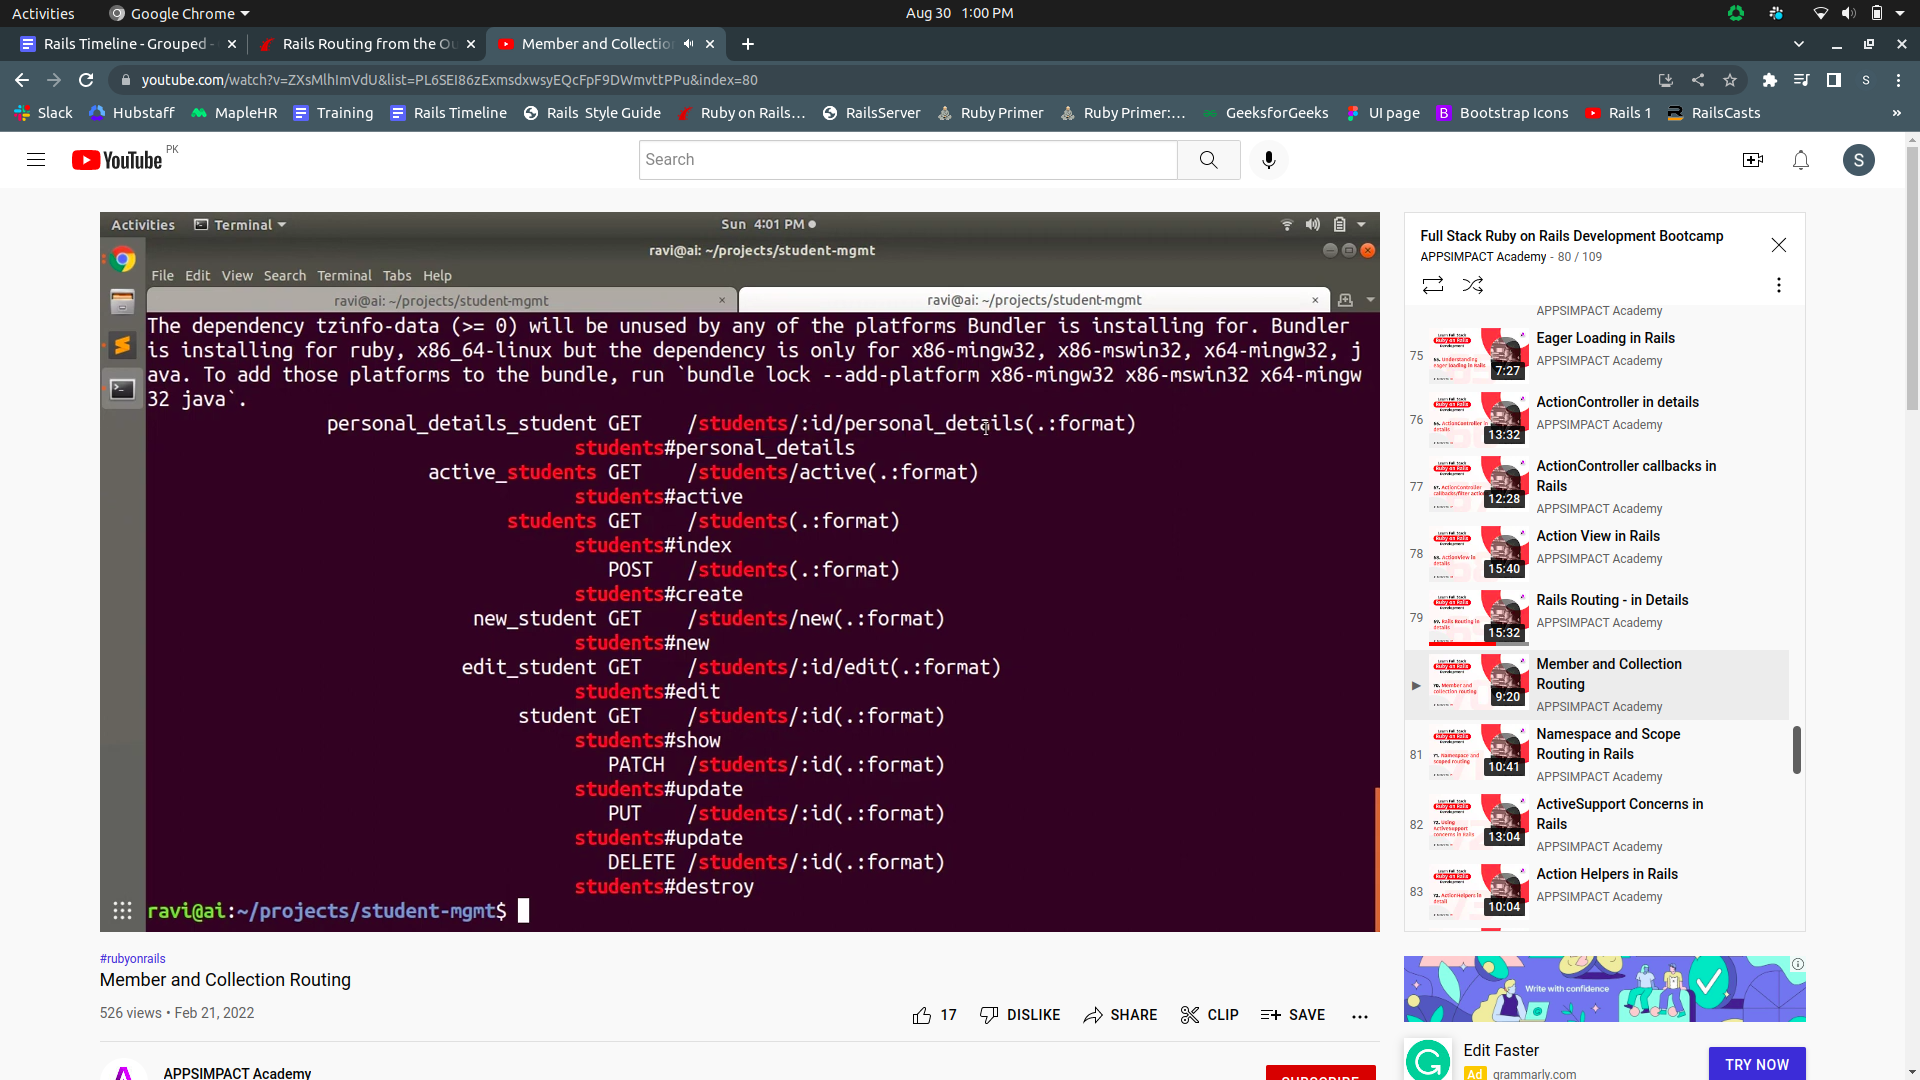 Activities
Google Chrome
Aug 30 1:00 PM
Rails Timeline - Grouped -
Rails Routing from the Ou
Member and Collection
youtube.com/watch?v=ZXsMlhImVdU&list=PL6SEI86zExmsdxwsyEQcFpF9DWmvttPPu&index=80
S
Slack
Hubstaff
MapleHR
Training
Rails Timeline
Rails Style Guide
Ruby on Rails...
RailsServer
Ruby Primer
Ruby Primer:...
GeeksforGeeks
UI page
Bootstrap Icons
Rails 1
RailsCasts
»
YouTube PK
Search
S
Activities
Terminal
Sun 4:01 PM
ravi@ai: ~/projects/student-mgmt
File Edit View Search Terminal Tabs Help
ravi@ai: ~/projects/student-mgmt
ravi@ai: ~/projects/student-mgmt
The dependency tzinfo-data (>= 0) will be unused by any of the platforms Bundler is installing for. Bundler
is installing for ruby, x86_64-linux but the dependency is only for x86-mingw32, x86-mswin32, x64-mingw32, j
ava. To add those platforms to the bundle, run `bundle lock --add-platform x86-mingw32 x86-mswin32 x64-mingw
32 java`.
personal_details_student GET /students/:id/personal_details(.:format)
students#personal_details
active_students GET /students/active(.:format)
students#active
students GET /students(.:format)
students#index
POST /students(.:format)
students#create
new_student GET /students/new(.:format)
students#new
edit_student GET /students/:id/edit(.:format)
students#edit
student GET /students/:id(.:format)
students#show
PATCH /students/:id(.:format)
students#update
PUT /students/:id(.:format)
students#update
DELETE /students/:id(.:format)
students#destroy
ravi@ai:~/projects/student-mgmt$
#rubyonrails
Member and Collection Routing
526 views • Feb 21, 2022
17
DISLIKE
SHARE
CLIP
SAVE
APPSIMPACT Academy
SUBSCRIBE
Full Stack Ruby on Rails Development Bootcamp
APPSIMPACT Academy - 80 / 109
APPSIMPACT Academy
75
7:27
Eager Loading in Rails
APPSIMPACT Academy
76
13:32
ActionController in details
APPSIMPACT Academy
77
12:28
ActionController callbacks in
Rails
APPSIMPACT Academy
78
15:40
Action View in Rails
APPSIMPACT Academy
79
15:32
Rails Routing - in Details
APPSIMPACT Academy
9:20
Member and Collection
Routing
APPSIMPACT Academy
81
10:41
Namespace and Scope
Routing in Rails
APPSIMPACT Academy
82
13:04
ActiveSupport Concerns in
Rails
APPSIMPACT Academy
83
10:04
Action Helpers in Rails
APPSIMPACT Academy
Write with confidence
Edit Faster
Ad grammarly.com
TRY NOW